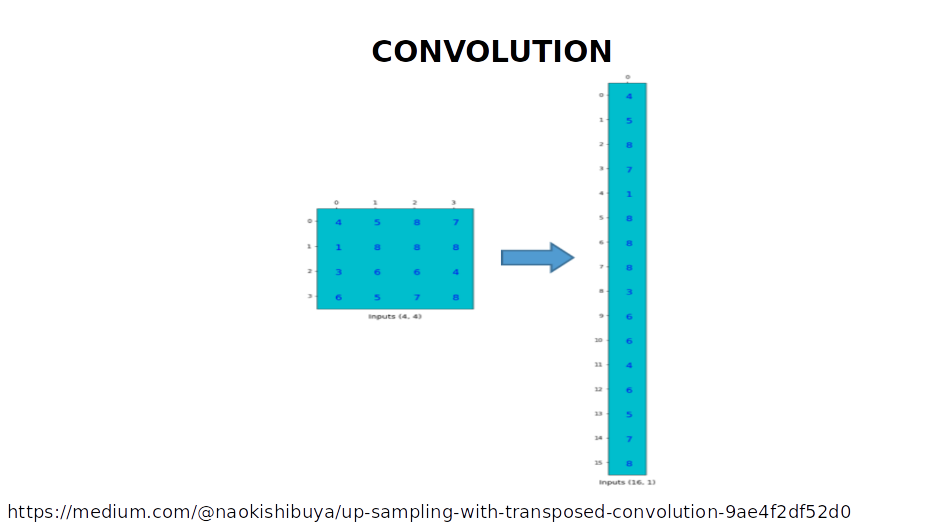 CONVOLUTION
0 1 2 3
0 4 5 8 7
1 1 8 8 8
2 3 6 6 4
3 6 5 7 8
Inputs (4, 4)
0
0 4
1 5
2 8
3 7
4 1
5 8
6 8
7 8
8 3
9 6
10 6
11 4
12 6
13 5
14 7
15 8
Inputs (16, 1)
https://medium.com/@naokishibuya/up-sampling-with-transposed-convolution-9ae4f2df52d0